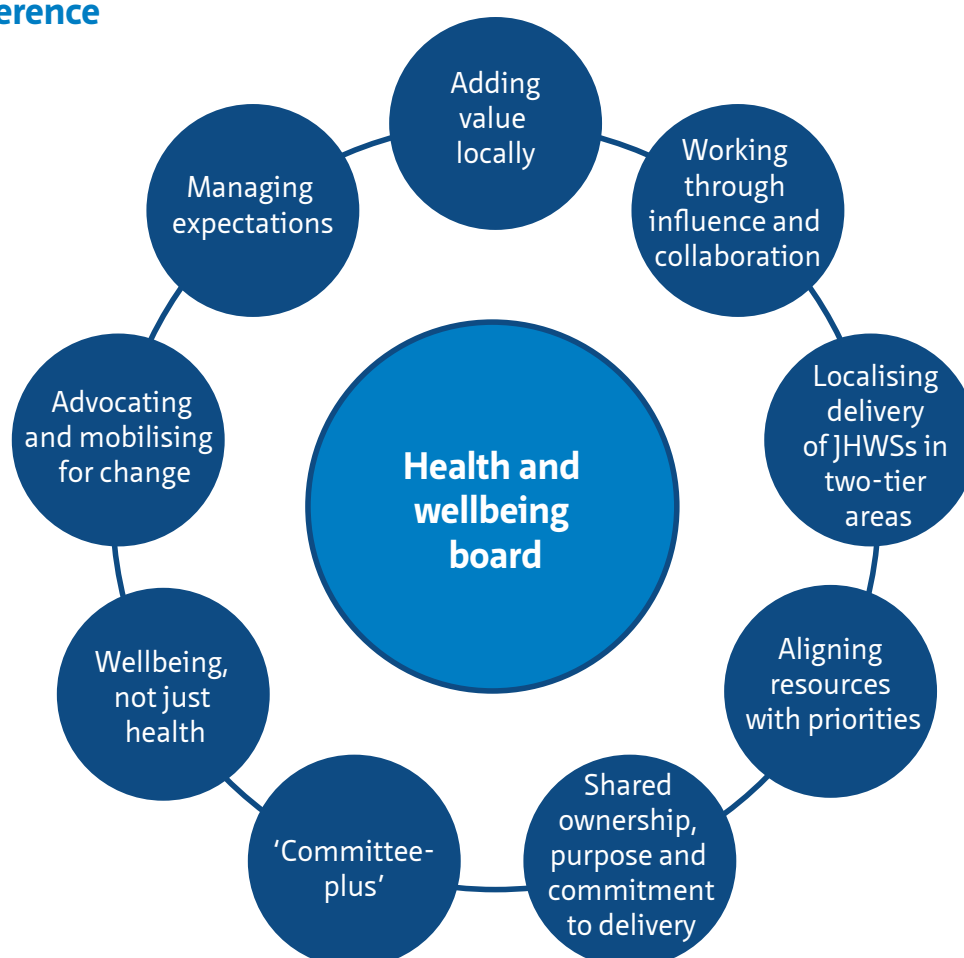 erence
Adding
value
locally
Working
through
influence and
collaboration
Localising
delivery
of JHWSs in
two-tier
areas
Aligning
resources
with priorities
Shared
ownership,
purpose and
commitment
to delivery
‘Committee-
plus’
Wellbeing,
not just
health
Advocating
and mobilising
for change
Managing
expectations
Health and
wellbeing
board